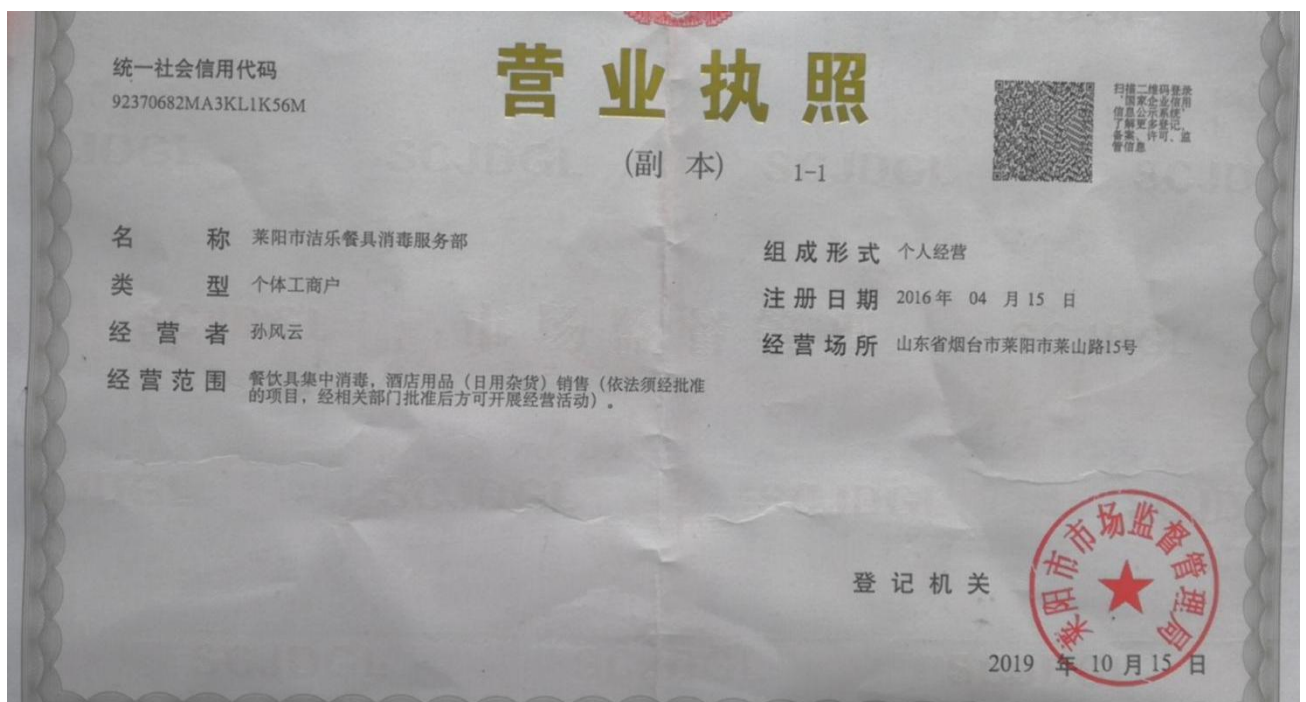 统一社会信用代码
92370682MA3KL1K56M
营业执照
(副 本) 1-1
扫描二维码登录
‘国家企业信用
信息公示系统’
了解更多登记、
备案、许可、监
管信息
名 称 莱阳市洁乐餐具消毒服务部
类 型 个体工商户
经 营 者 孙风云
经 营 范 围 餐饮具集中消毒，酒店用品（日用杂货）销售（依法须经批准
的项目，经相关部门批准后方可开展经营活动）。
组 成 形 式 个人经营
注 册 日 期 2016 年 04 月 15 日
经 营 场 所 山东省烟台市莱阳市莱山路15号
登 记 机 关
莱阳市市场监督管理局
2019 年 10 月 15 日
SCJDGL